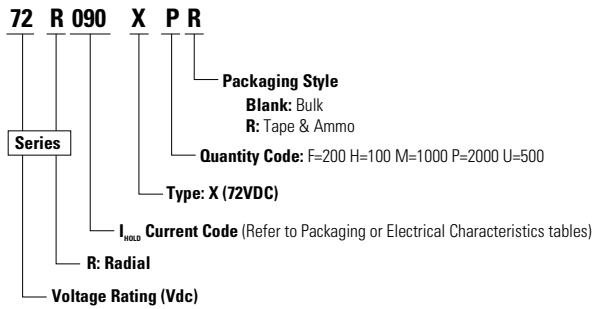 72 R 090 X P R
Packaging Style
Blank: Bulk
R: Tape & Ammo
Series
Quantity Code: F=200 H=100 M=1000 P=2000 U=500
Type: X (72VDC)
IHOLD Current Code (Refer to Packaging or Electrical Characteristics tables)
R: Radial
Voltage Rating (Vdc)